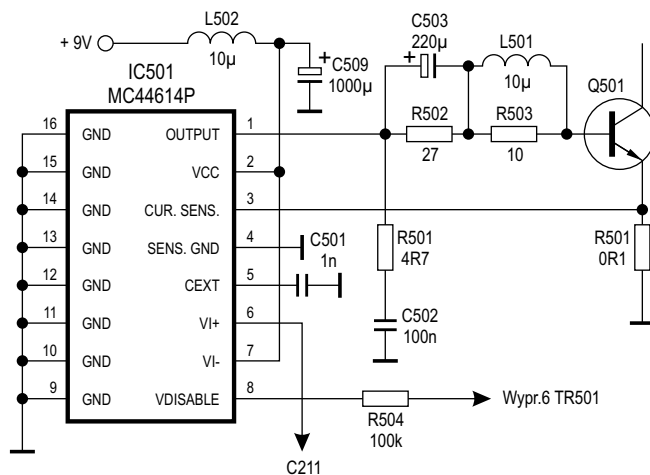 L502
10µ
+ 9V
+
C509
1000µ
C503
220µ
+
L501
10µ
Q501
IC501
MC44614P
R502
27
R503
10
16 GND OUTPUT 1
15 GND VCC 2
14 GND CUR. SENS. 3
13 GND SENS. GND 4
12 GND CEXT 5
11 GND VI+ 6
10 GND VI- 7
9 GND VDISABLE 8
C501
1n
R501
4R7
R501
0R1
C502
100n
R504
100k
Wypr.6 TR501
C211